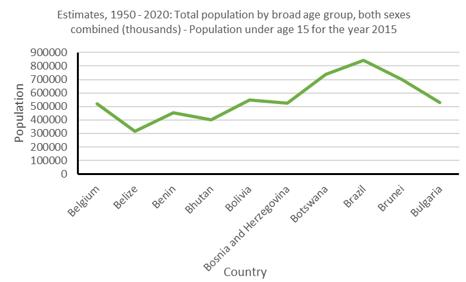 Estimates, 1950 - 2020: Total population by broad age group, both sexes
combined (thousands) - Population under age 15 for the year 2015
900000
800000
700000
600000
500000
400000
300000
200000
100000
0
Population
Belgium
Belize
Benin
Bhutan
Bolivia
Bosnia and Herzegovina
Botswana
Brazil
Brunei
Bulgaria
Country